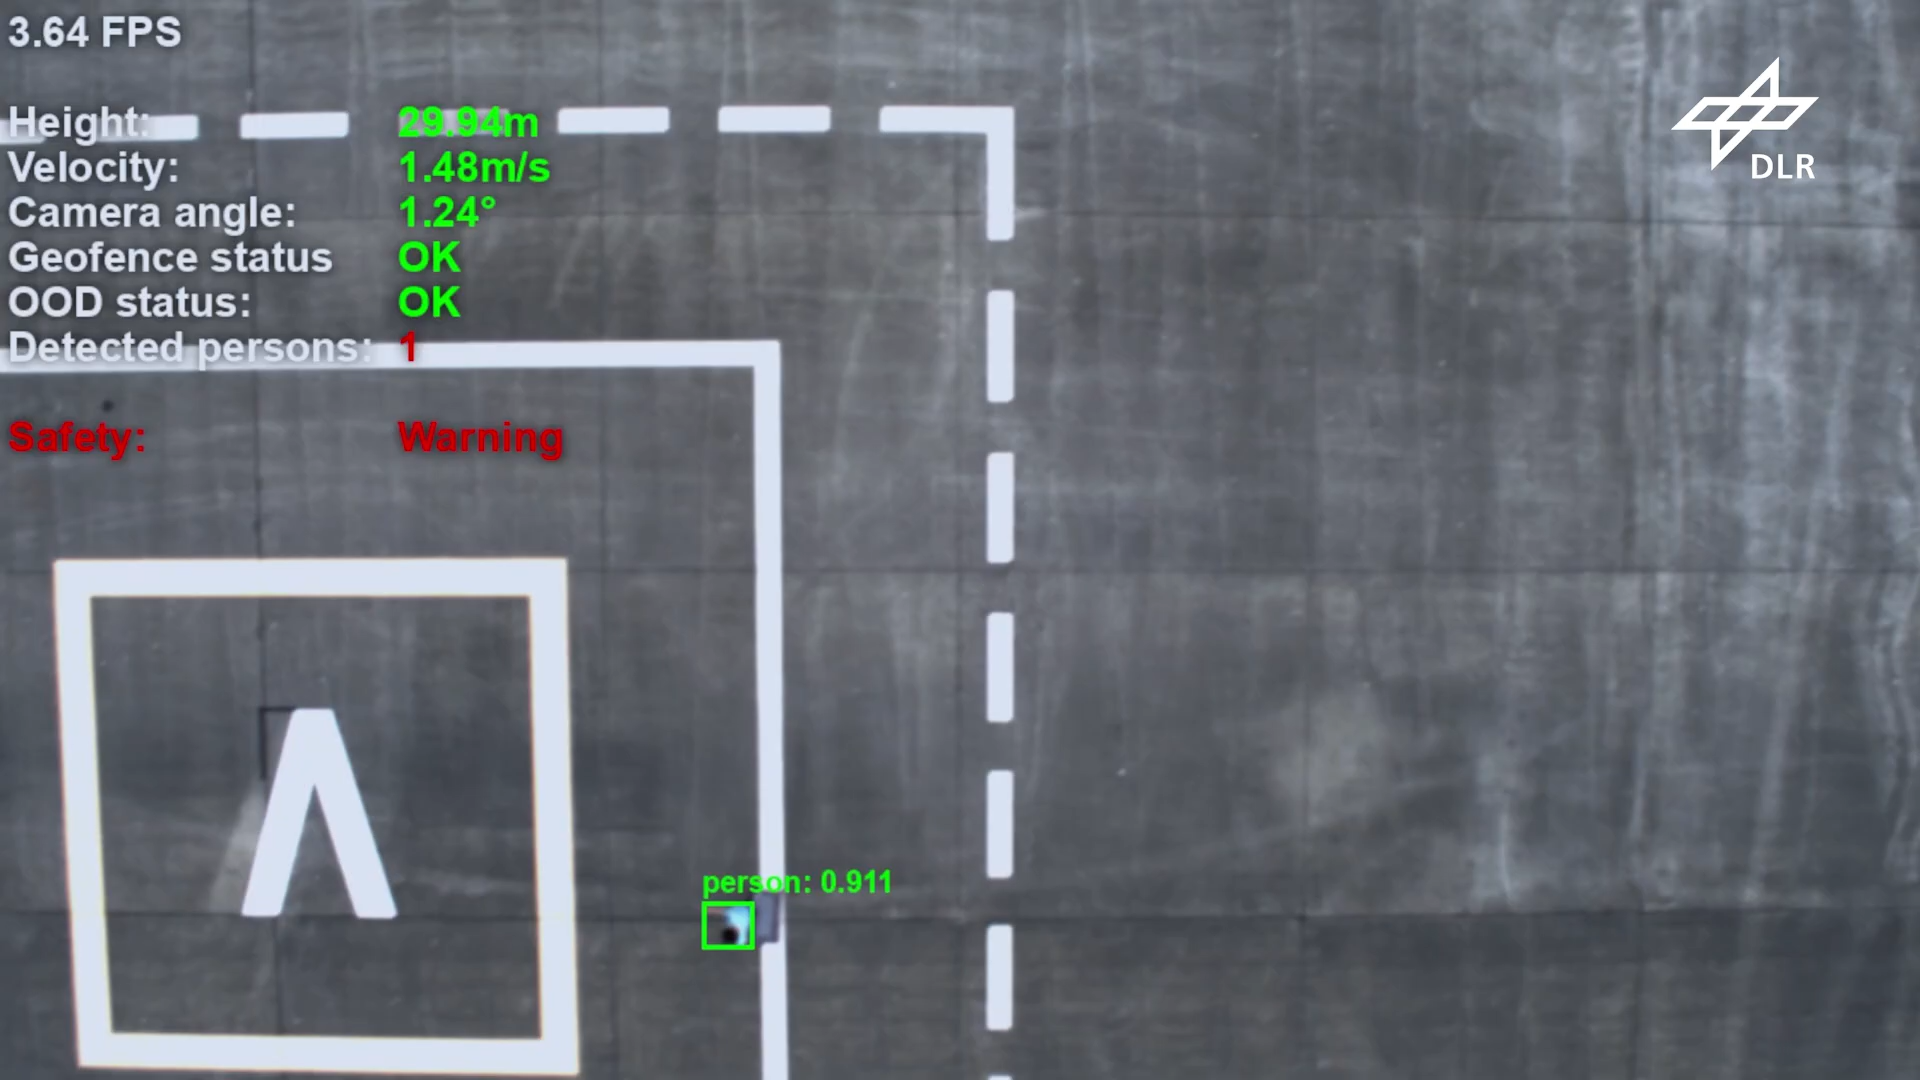 3.64 FPS
Height: 29.94m
Velocity: 1.48m/s
Camera angle: 1.24°
Geofence status OK
OOD status: OK
Detected persons: 1
Safety: Warning
DLR
person: 0.911